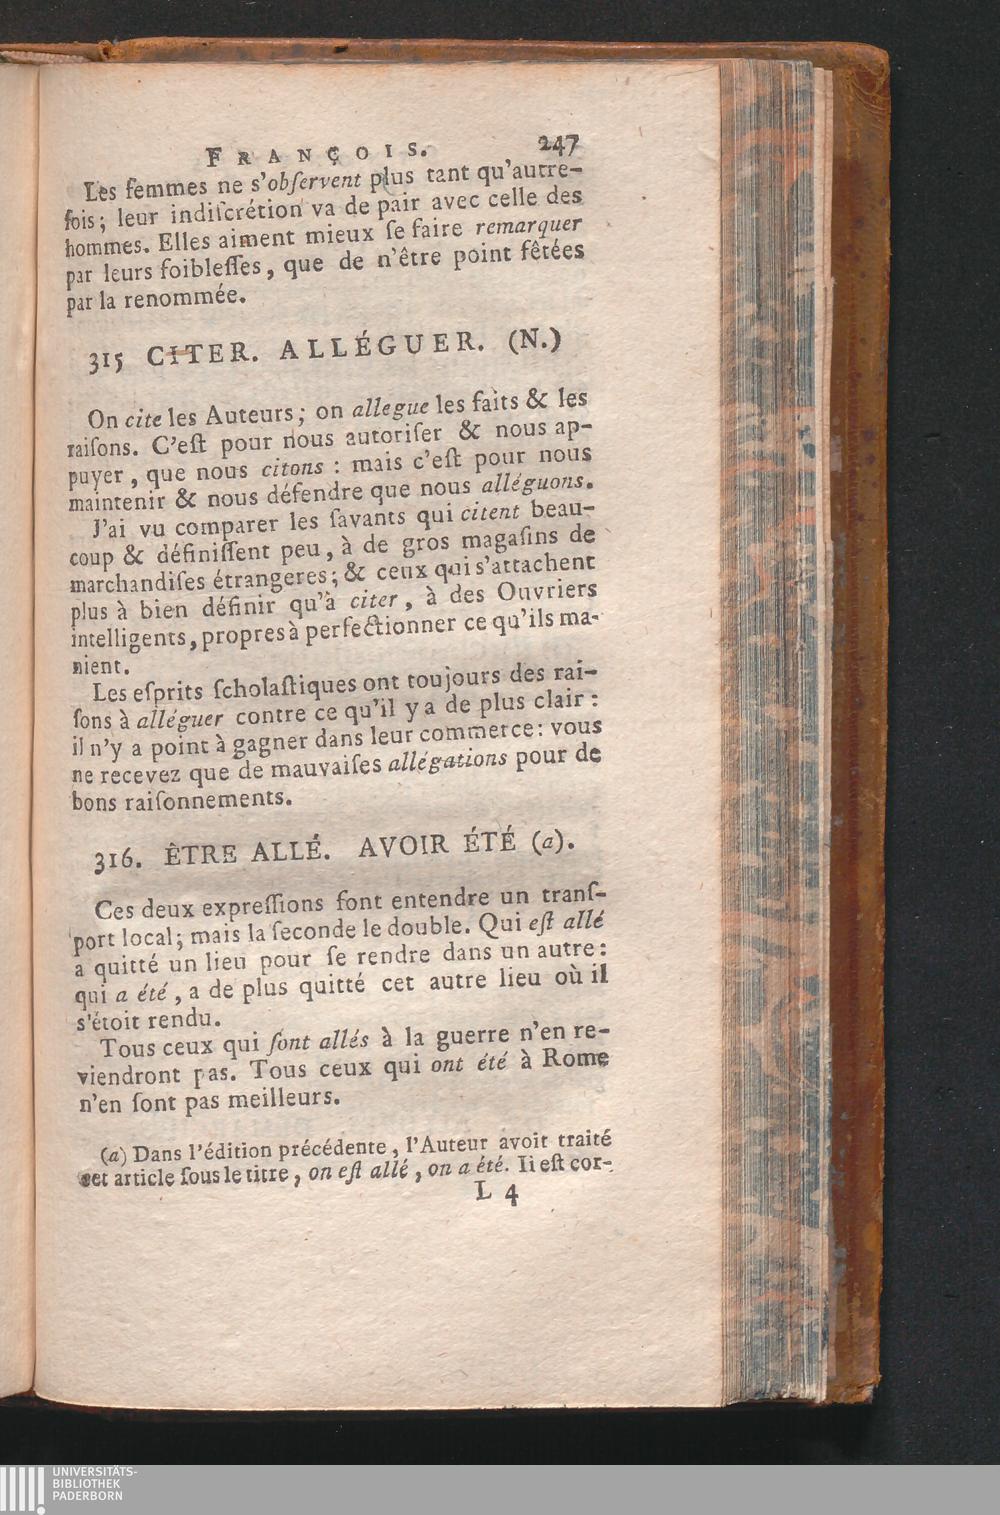 FRANÇOIS. 247
Les femmes ne s'obſervent plus tant qu'autre-
fois; leur indiſcrétion va de pair avec celle des
hommes. Elles aiment mieux ſe faire remarquer
par leurs foibleſſes, que de n'être point fêtées
par la renommée.
315 CITER. ALLÉGUER. (N.)
On cite les Auteurs; on allegue les faits & les
raiſons. C'eſt pour nous autoriſer & nous ap-
puyer, que nous citons : mais c'eſt pour nous
maintenir & nous défendre que nous alléguons.
J'ai vu comparer les ſavants qui citent beau-
coup & définiſſent peu, à de gros magaſins de
marchandiſes étrangeres; & ceux qui s'attachent
plus à bien définir qu'à citer, à des Ouvriers
intelligents, propres à perfectionner ce qu'ils ma-
nient.
Les eſprits ſcholaſtiques ont toujours des rai-
ſons à alléguer contre ce qu'il y a de plus clair :
il n'y a point à gagner dans leur commerce: vous
ne recevez que de mauvaiſes allégations pour de
bons raiſonnements.
316. ÊTRE ALLÉ. AVOIR ÉTÉ (a).
Ces deux expreſſions font entendre un tranſ-
port local; mais la ſeconde le double. Qui eſt allé
a quitté un lieu pour ſe rendre dans un autre:
qui a été, a de plus quitté cet autre lieu où il
s'étoit rendu.
Tous ceux qui ſont allés à la guerre n'en re-
viendront pas. Tous ceux qui ont été à Rome
n'en ſont pas meilleurs.
(a) Dans l'édition précédente, l'Auteur avoit traité
cet article ſous le titre, on eſt allé, on a été. Il eſt cor-
L 4
UNIVERSITÄTS-
BIBLIOTHEK
PADERBORN